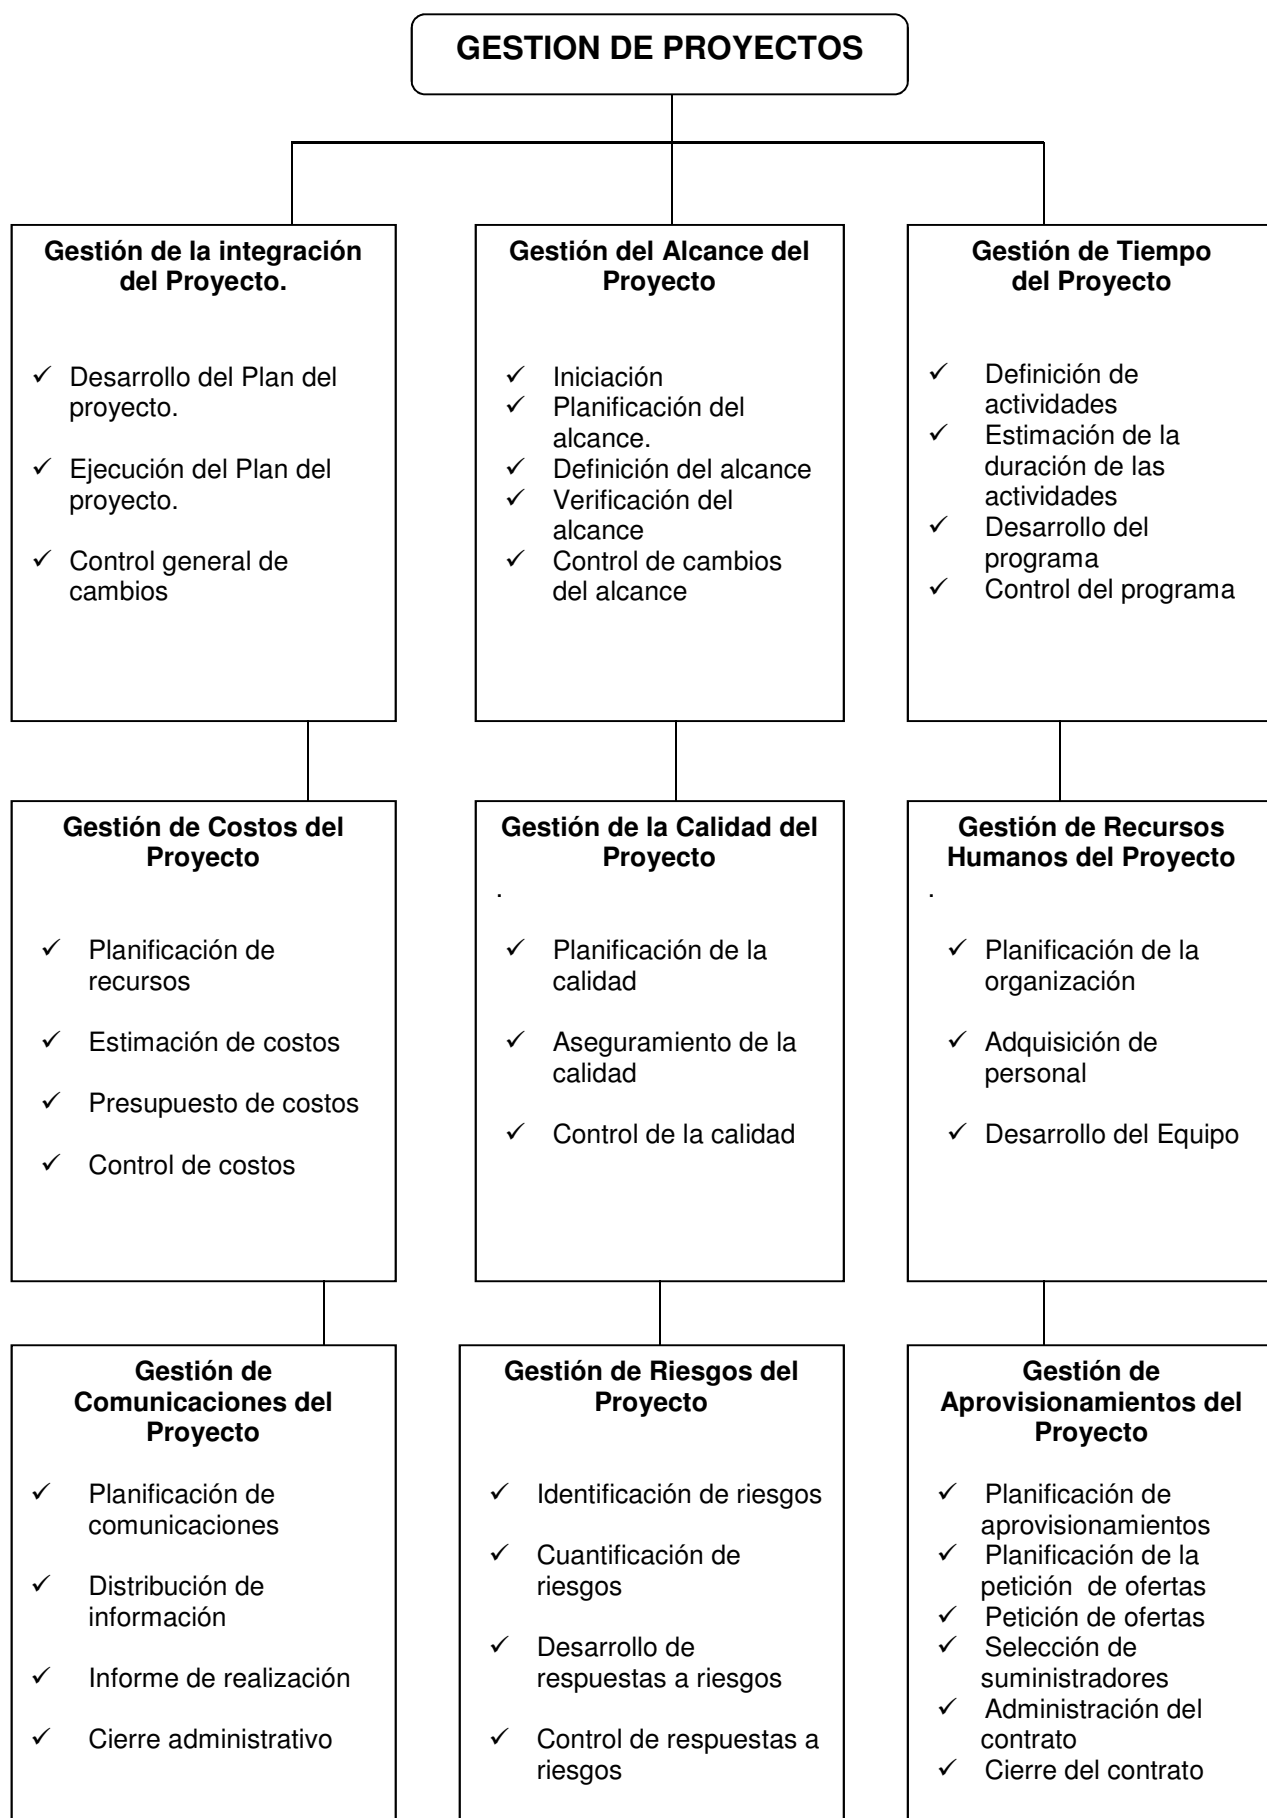 GESTION DE PROYECTOS
Gestión de la integración
del Proyecto.
✓ Desarrollo del Plan del
proyecto.
✓ Ejecución del Plan del
proyecto.
✓ Control general de
cambios
Gestión del Alcance del
Proyecto
✓ Iniciación
✓ Planificación del
alcance.
✓ Definición del alcance
✓ Verificación del
alcance
✓ Control de cambios
del alcance
Gestión de Tiempo
del Proyecto
✓ Definición de
actividades
✓ Estimación de la
duración de las
actividades
✓ Desarrollo del
programa
✓ Control del programa
Gestión de Costos del
Proyecto
✓ Planificación de
recursos
✓ Estimación de costos
✓ Presupuesto de costos
✓ Control de costos
Gestión de la Calidad del
Proyecto
.
✓ Planificación de la
calidad
✓ Aseguramiento de la
calidad
✓ Control de la calidad
Gestión de Recursos
Humanos del Proyecto
.
✓ Planificación de la
organización
✓ Adquisición de
personal
✓ Desarrollo del Equipo
Gestión de
Comunicaciones del
Proyecto
✓ Planificación de
comunicaciones
✓ Distribución de
información
✓ Informe de realización
✓ Cierre administrativo
Gestión de Riesgos del
Proyecto
✓ Identificación de riesgos
✓ Cuantificación de
riesgos
✓ Desarrollo de
respuestas a riesgos
✓ Control de respuestas a
riesgos
Gestión de
Aprovisionamientos del
Proyecto
✓ Planificación de
aprovisionamientos
✓ Planificación de la
petición de ofertas
✓ Petición de ofertas
✓ Selección de
suministradores
✓ Administración del
contrato
✓ Cierre del contrato